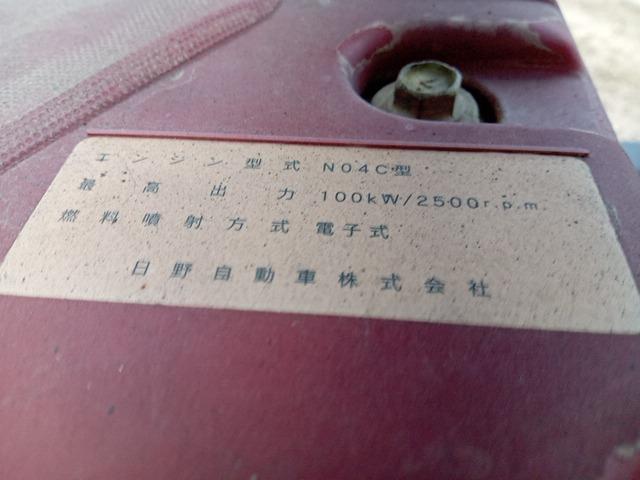 エンジン型式 N04C型
最高出力 100kW/2500r.p.m.
燃料噴射方式 電子式
日野自動車株式会社